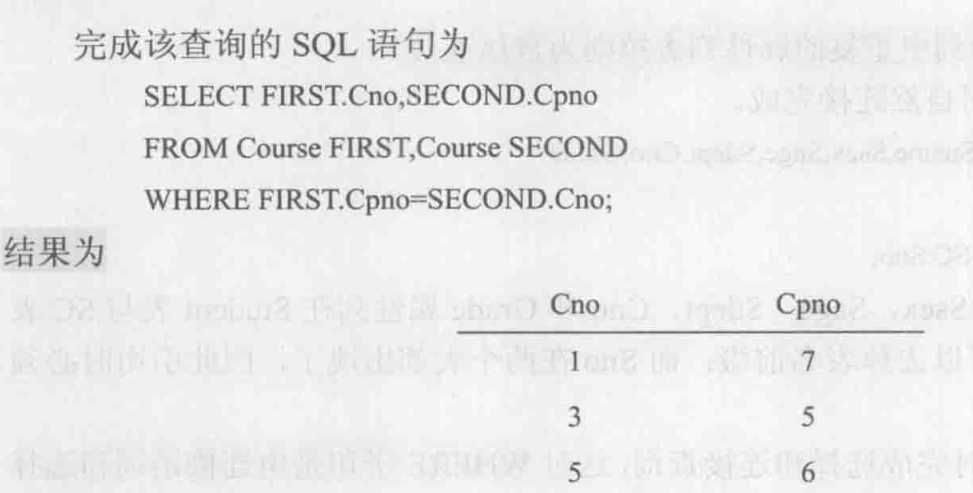 完成该查询的 SQL 语句为
SELECT FIRST.Cno,SECOND.Cpno
FROM Course FIRST,Course SECOND
WHERE FIRST.Cpno=SECOND.Cno;
结果为
Cno Cpno
1 7
3 5
5 6